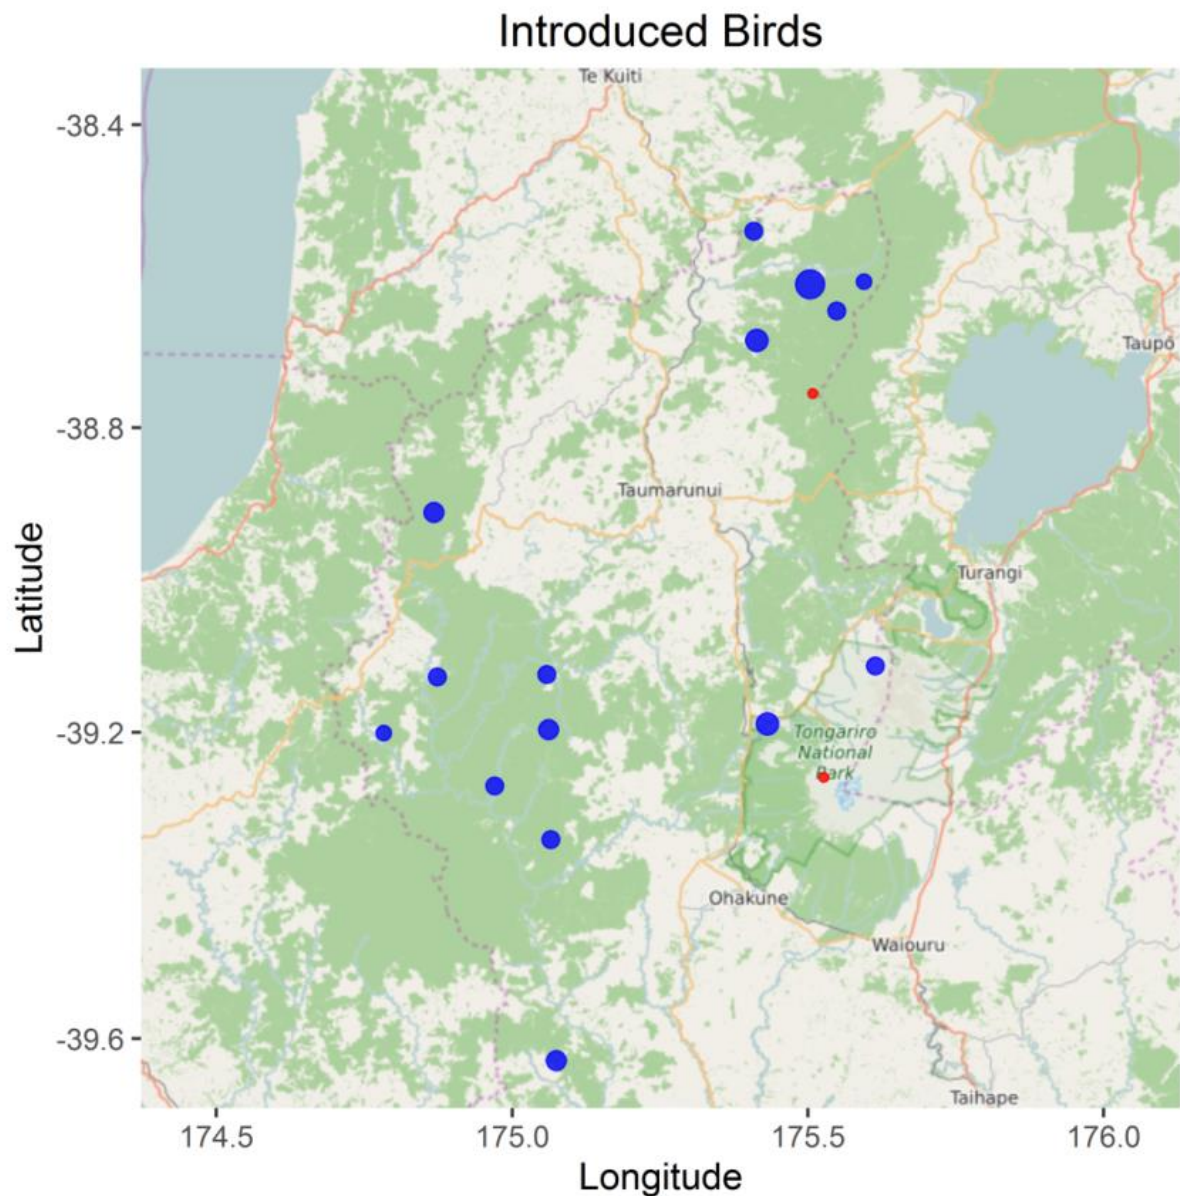 Introduced Birds
Te Kuiti
-38.4
Taupō
-38.8
Taumarunui
Turangi
Latitude
-39.2
Tongariro
National
Park
Ohakune
Waiouru
-39.6
Taihape
174.5
175.0
175.5
176.0
Longitude